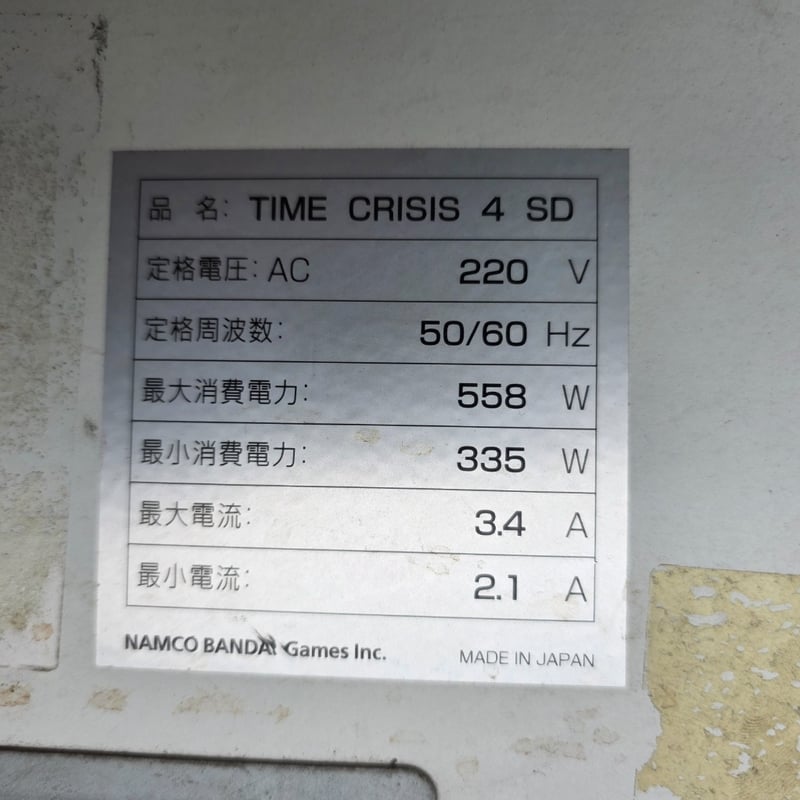 品 名: TIME CRISIS 4 SD
定格電圧: AC 220 V
定格周波数: 50/60 Hz
最大消費電力: 558 W
最小消費電力: 335 W
最大電流: 3.4 A
最小電流: 2.1 A
NAMCO BANDAI Games Inc.
MADE IN JAPAN